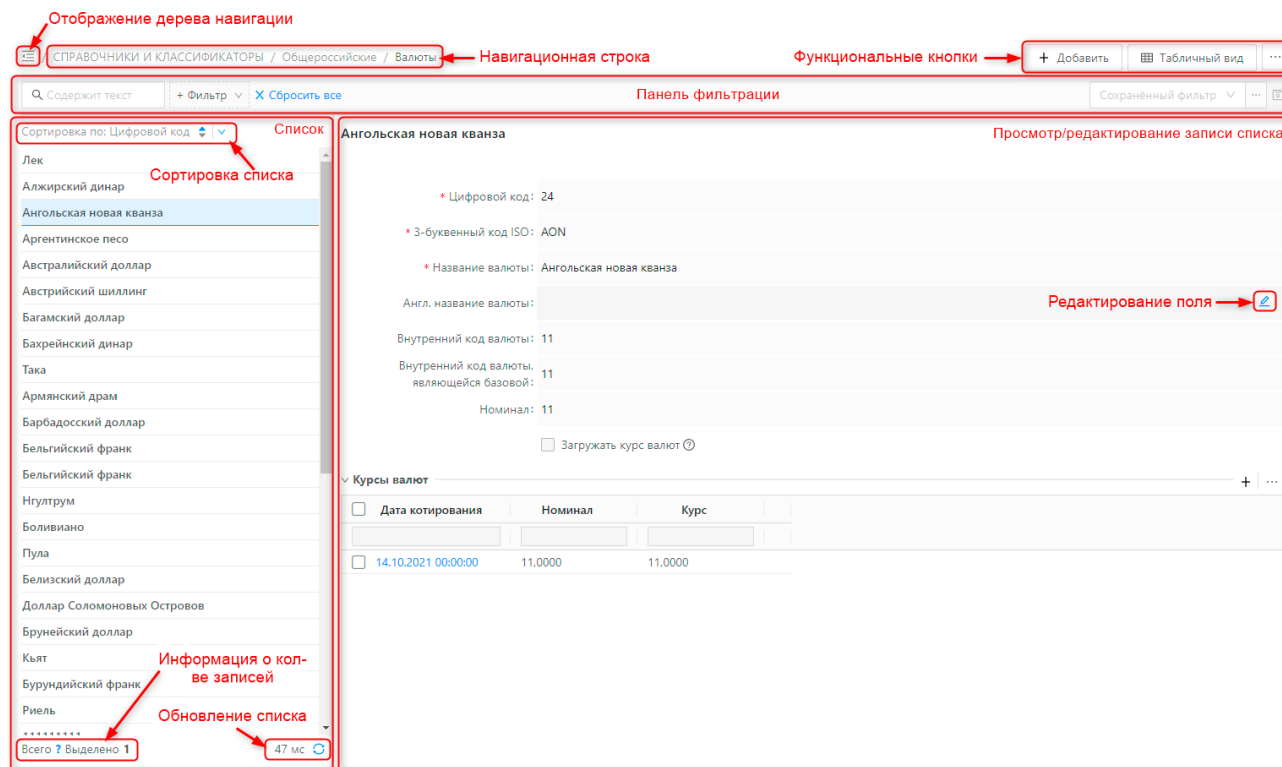 Отображение дерева навигации
/ СПРАВОЧНИКИ И КЛАССИФИКАТОРЫ / Общероссийские / Валюты
Навигационная строка
Функциональные кнопки
+ Добавить
Табличный вид
...
Содержит текст
+ Фильтр
X Сбросить все
Панель фильтрации
Сохранённый фильтр
...
Сортировка по: Цифровой код
Список
Сортировка списка
Лек
Алжирский динар
Ангольская новая кванза
Аргентинское песо
Австралийский доллар
Австрийский шиллинг
Багамский доллар
Бахрейнский динар
Така
Армянский драм
Барбадосский доллар
Бельгийский франк
Бельгийский франк
Нгултрум
Боливиано
Пула
Белизский доллар
Доллар Соломоновых Островов
Брунейский доллар
Кьят
Бурундийский франк
Риель
Информация о кол-
ве записей
Обновление списка
Всего ? Выделено 1
47 мс
Ангольская новая кванза
Просмотр/редактирование записи списка
* Цифровой код: 24
* 3-буквенный код ISO: AON
* Название валюты: Ангольская новая кванза
Англ. название валюты:
Редактирование поля
Внутренний код валюты: 11
Внутренний код валюты,
являющейся базовой: 11
Номинал: 11
Загружать курс валют ?
Курсы валют
+ ...
Дата котирования Номинал Курс
14.10.2021 00:00:00 11,0000 11,0000